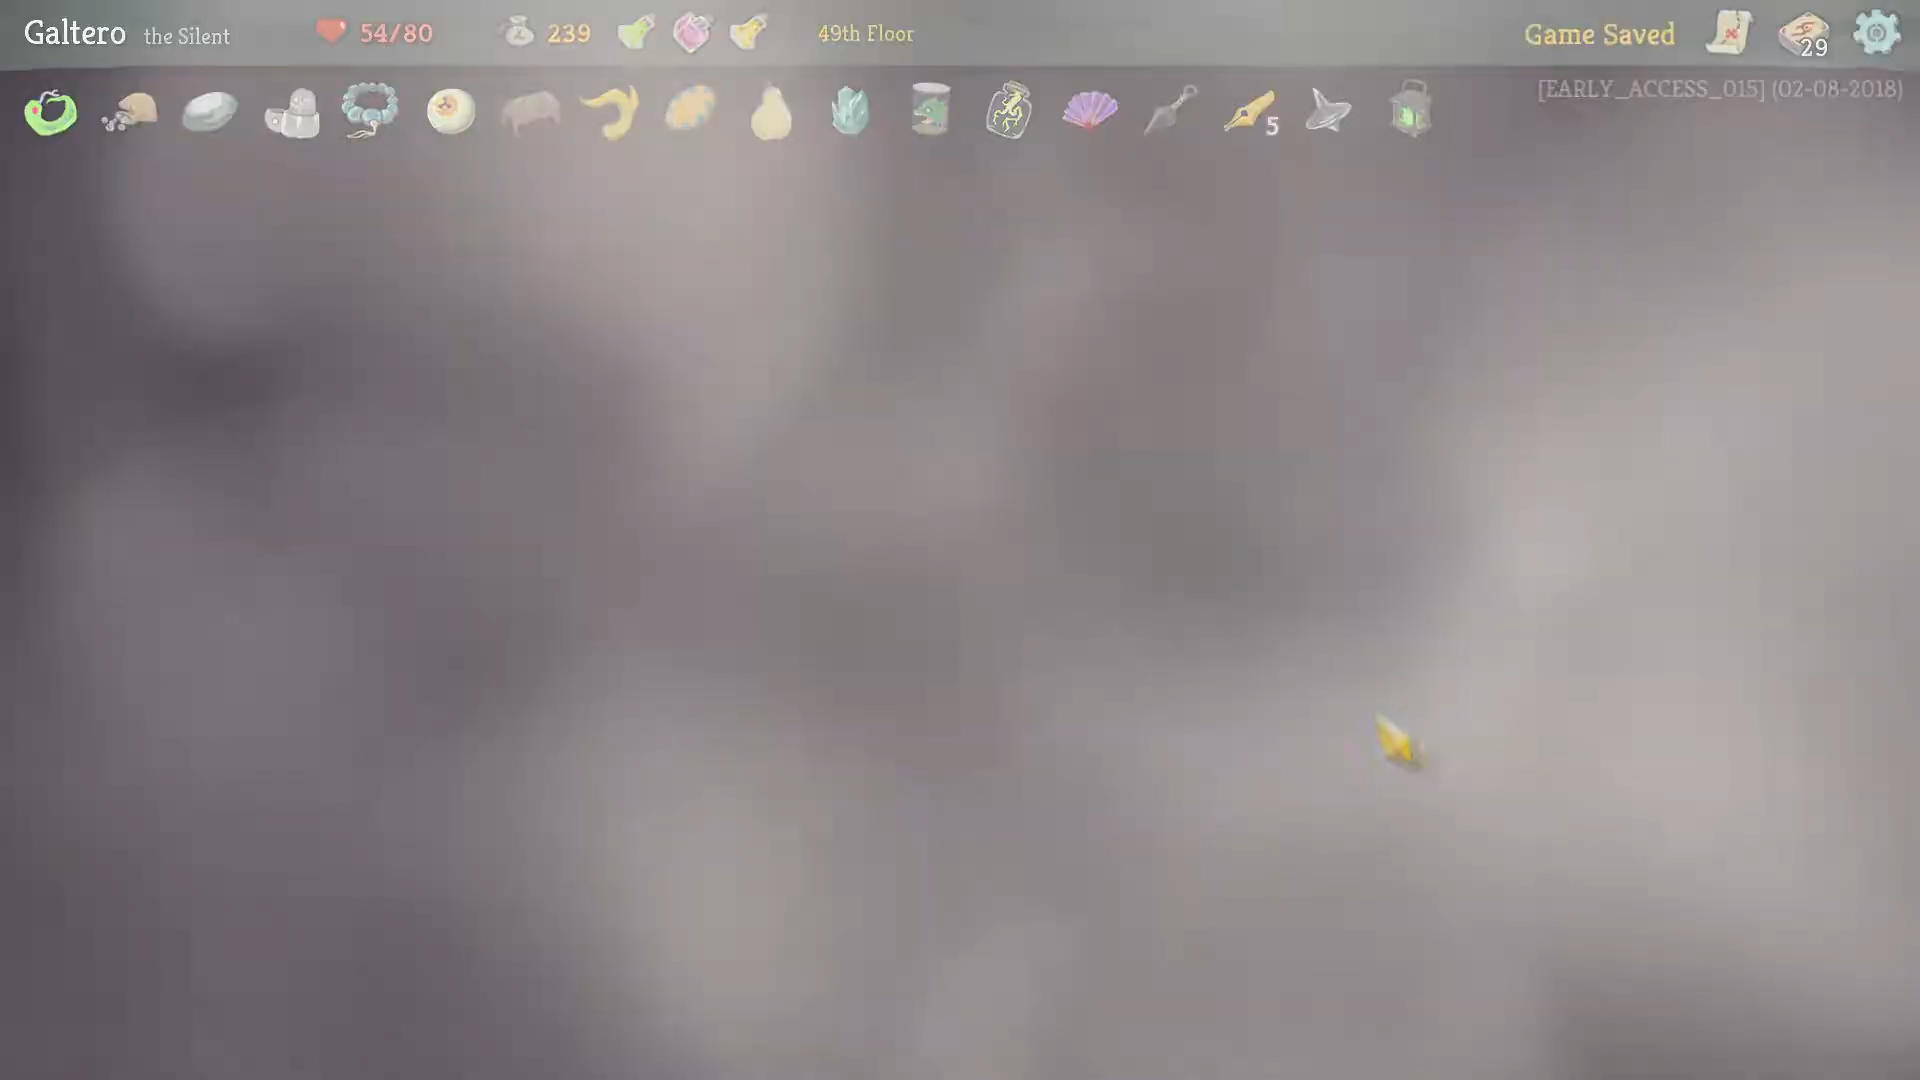 Galtero the Silent 54/80 239 49th Floor Game Saved 29
[EARLY_ACCESS_015] (02-08-2018)
5